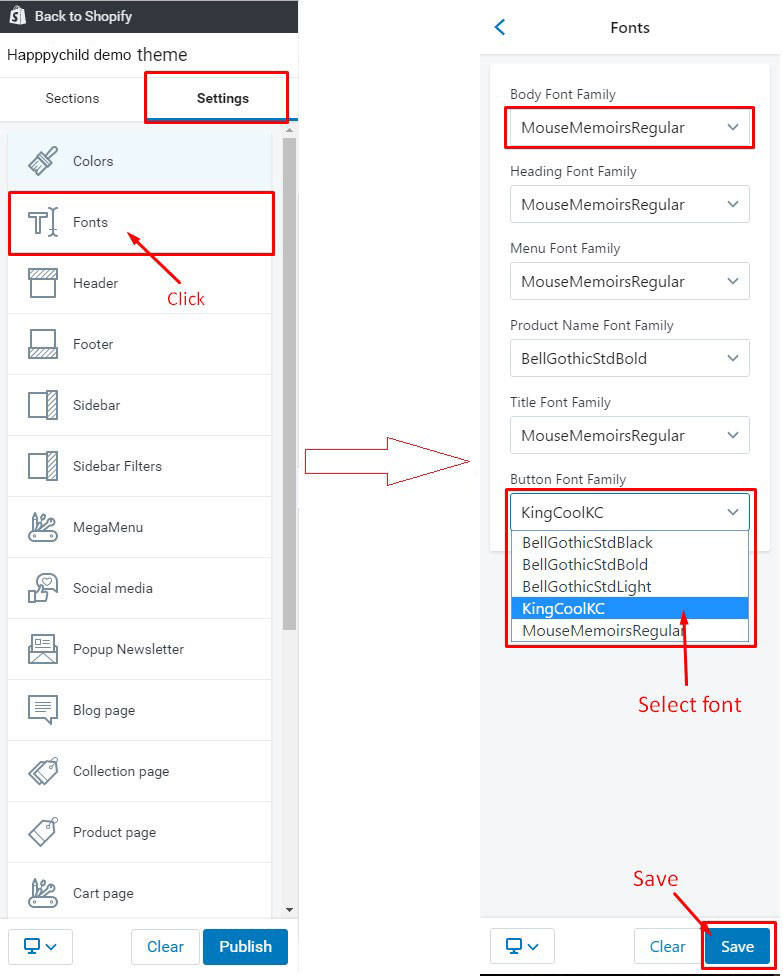 Back to Shopify
Happpychild demo theme
Sections
Settings
Colors
Fonts
Click
Header
Footer
Sidebar
Sidebar Filters
MegaMenu
Social media
Popup Newsletter
Blog page
Collection page
Product page
Cart page
Clear
Publish
Fonts
Body Font Family
MouseMemoirsRegular
Heading Font Family
MouseMemoirsRegular
Menu Font Family
MouseMemoirsRegular
Product Name Font Family
BellGothicStdBold
Title Font Family
MouseMemoirsRegular
Button Font Family
KingCoolKC
BellGothicStdBlack
BellGothicStdBold
BellGothicStdLight
KingCoolKC
MouseMemoirsRegular
Select font
Save
Clear
Save